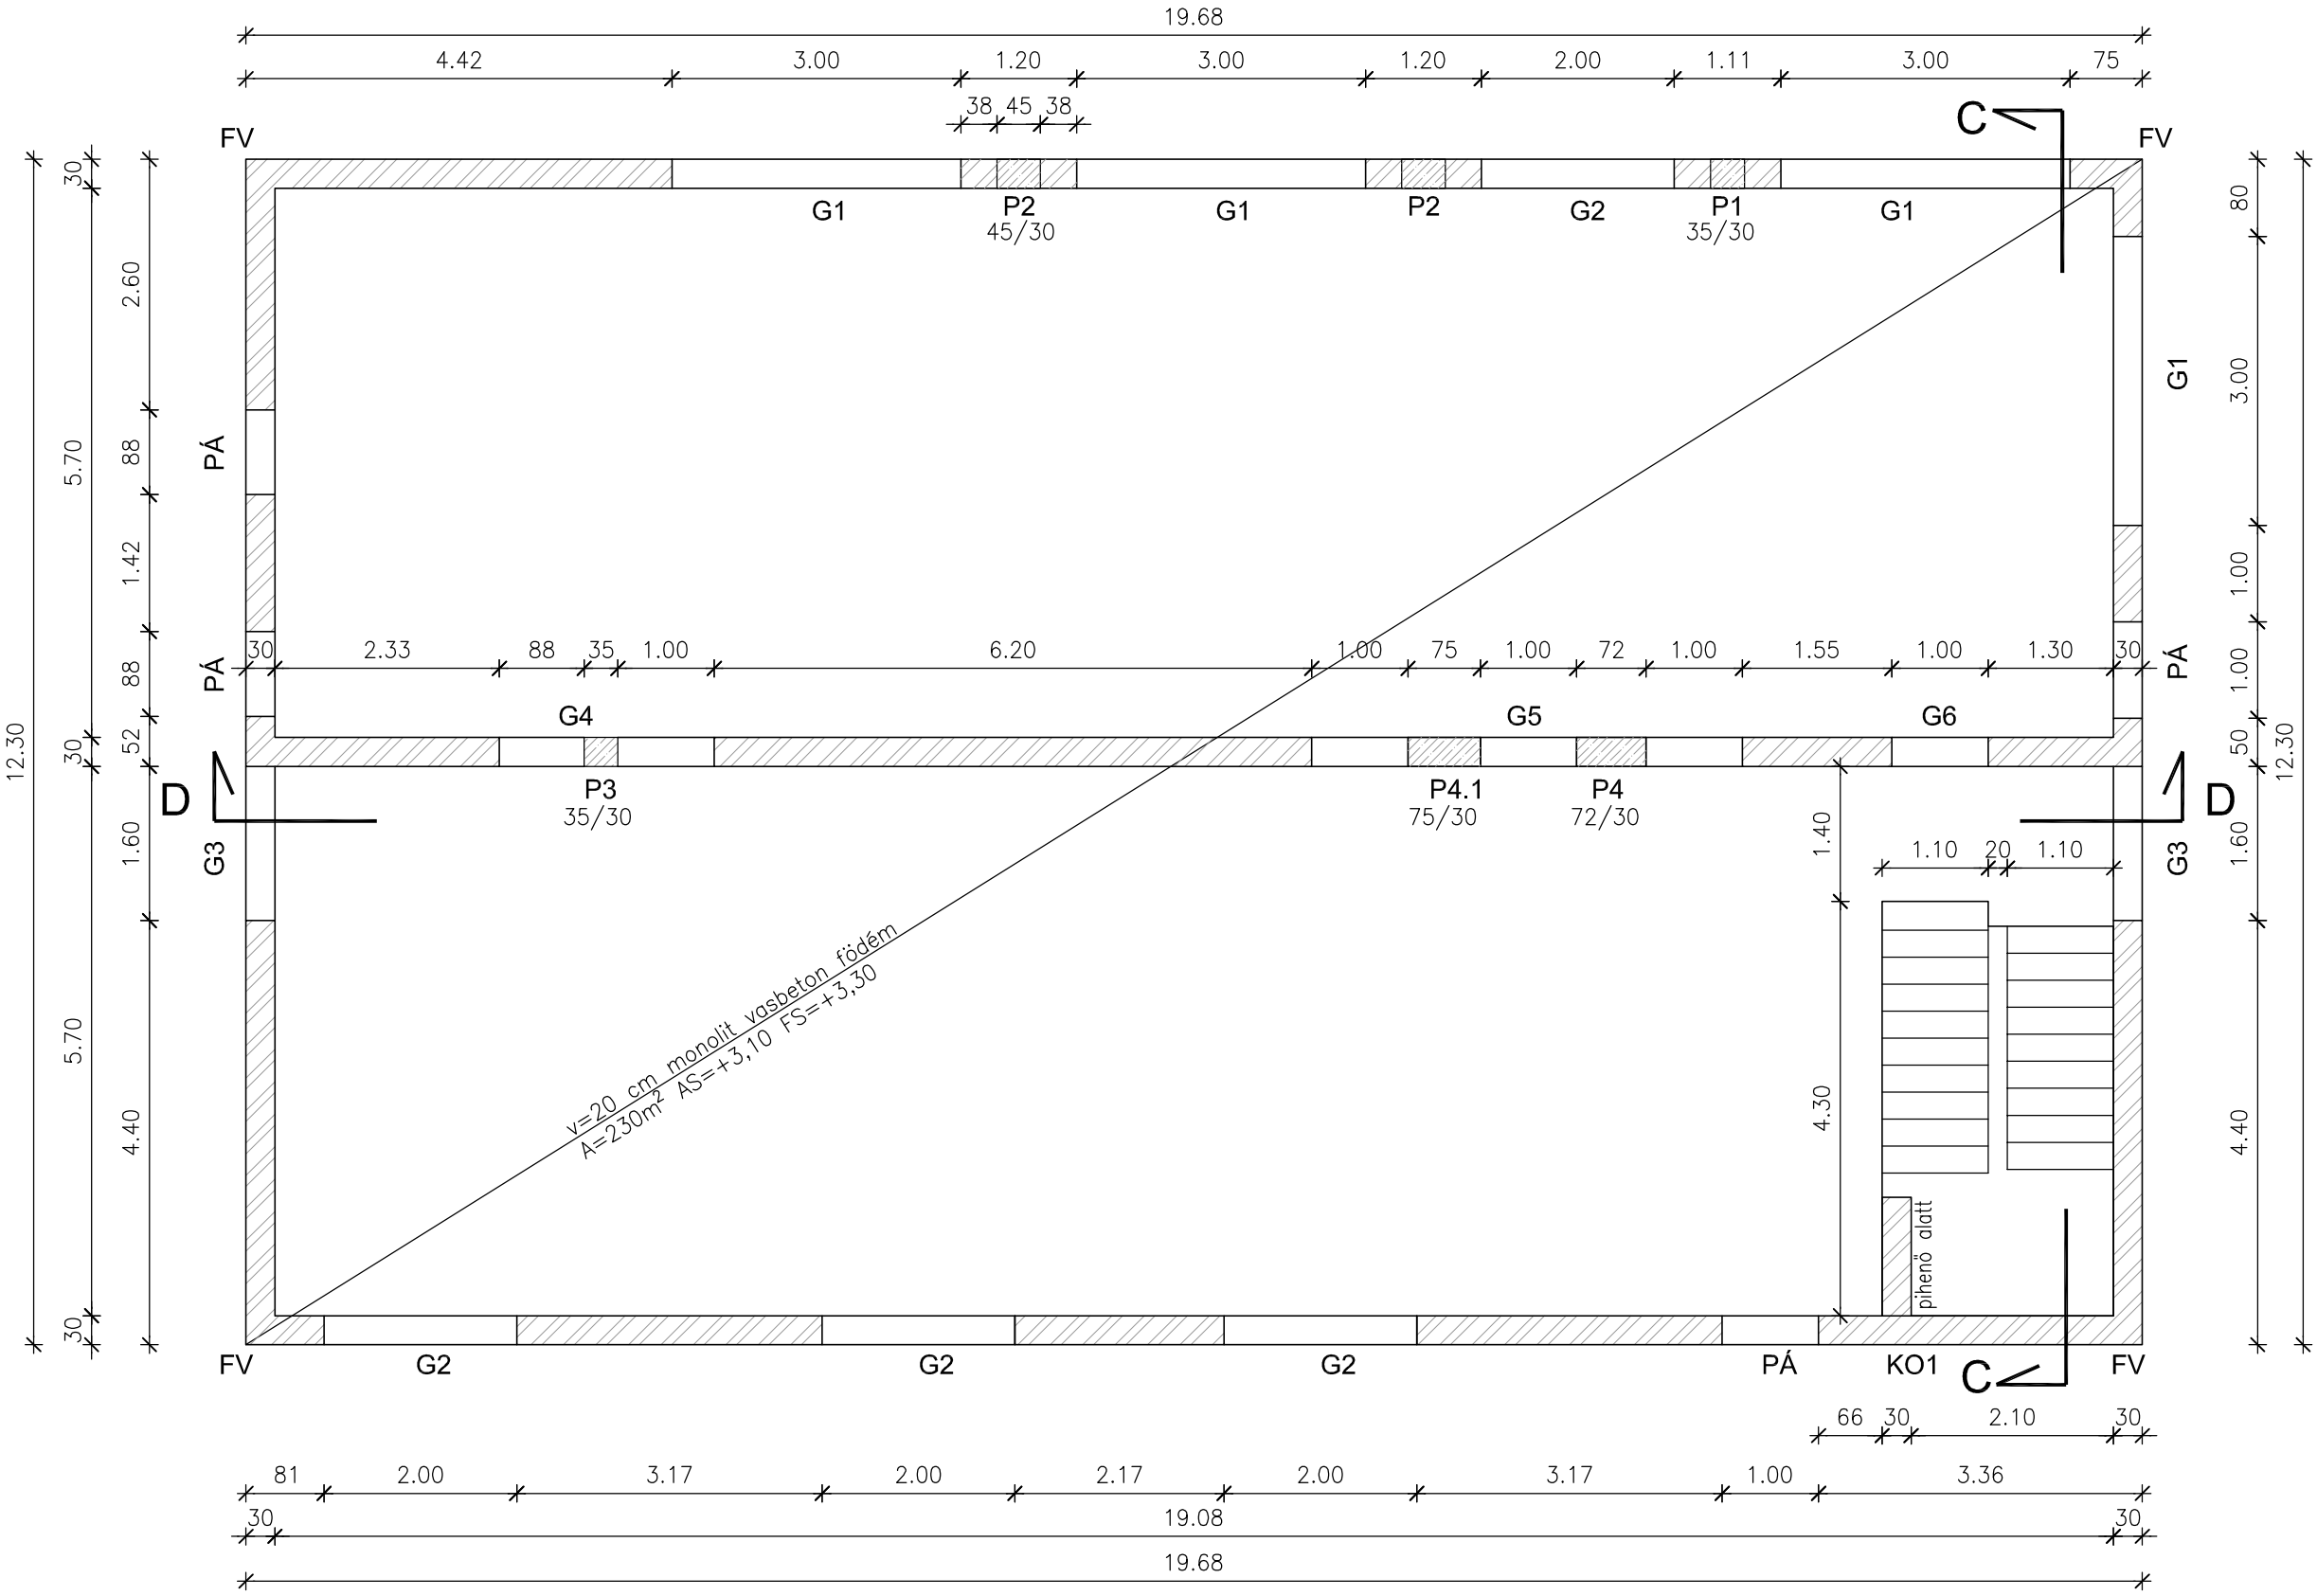 19.68
4.42 3.00 1.20 3.00 1.20 2.00 1.11 3.00 75
38 45 38
C
FV FV
30 80
G1 P2 G1 P2 G2 P1 G1
45/30 35/30
2.60
G1 3.00
PÁ 88 5.70
1.42 1.00
30 2.33 88 35 1.00 6.20 1.00 75 1.00 72 1.00 1.55 1.00 1.30 30
PÁ 88 PÁ 1.00
G4 G5 G6
12.30 30 52 50 12.30
P3 P4.1 P4
35/30 75/30 72/30
D D
1.40
G3 1.60 G3 1.60
1.10 20 1.10
v=20 cm monolit vasbeton födém
A=230m² AS=+3,10 FS=+3,30
5.70 4.40 4.30 4.40
pihenő alatt
30
FV G2 G2 G2 PÁ KO1 FV
C
66 30 2.10 30
81 2.00 3.17 2.00 2.17 2.00 3.17 1.00 3.36
30 19.08 30
19.68